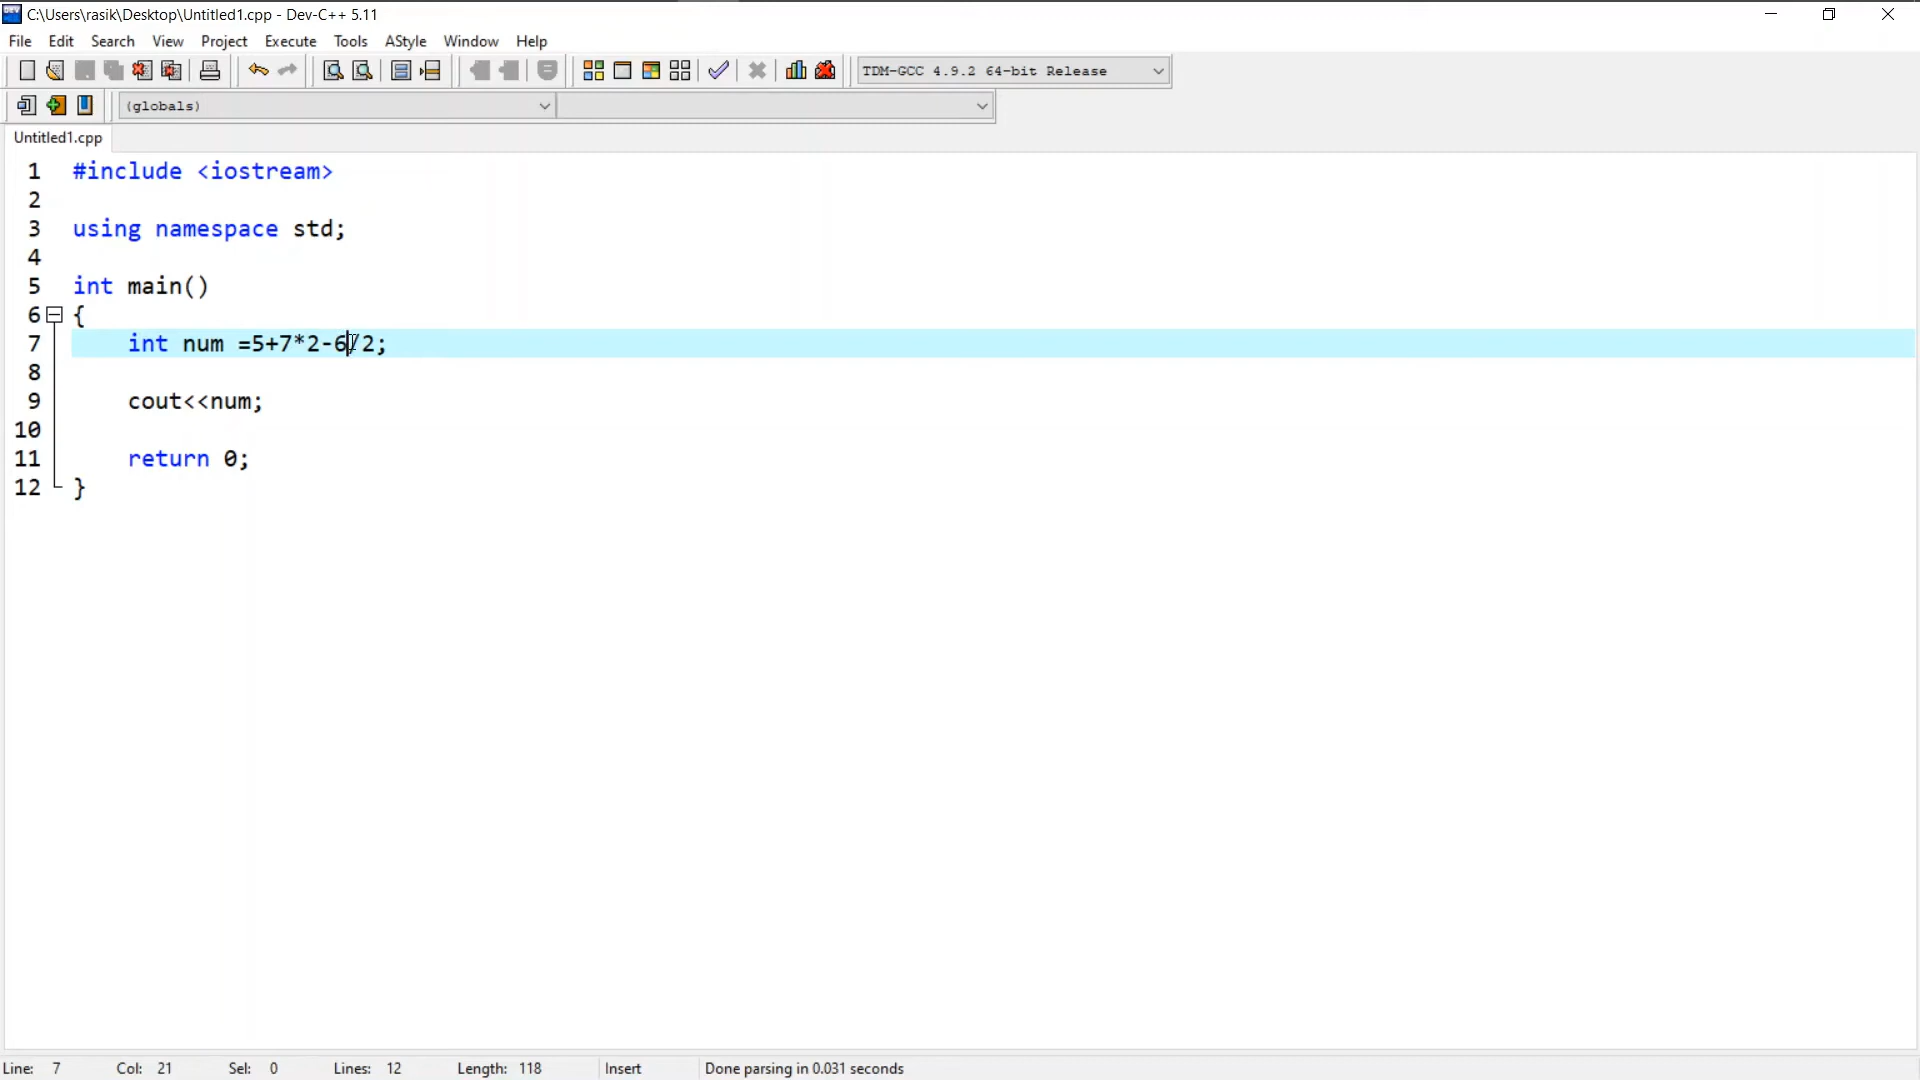 C:\Users\rasik\Desktop\Untitled1.cpp - Dev-C++ 5.11
File Edit Search View Project Execute Tools AStyle Window Help
TDM-GCC 4.9.2 64-bit Release
(globals)
Untitled1.cpp
1 #include <iostream>
2
3 using namespace std;
4
5 int main()
6 {
7 int num =5+7*2-6/2;
8
9 cout<<num;
10
11 return 0;
12 }
Line: 7 Col: 21 Sel: 0 Lines: 12 Length: 118 Insert Done parsing in 0.031 seconds